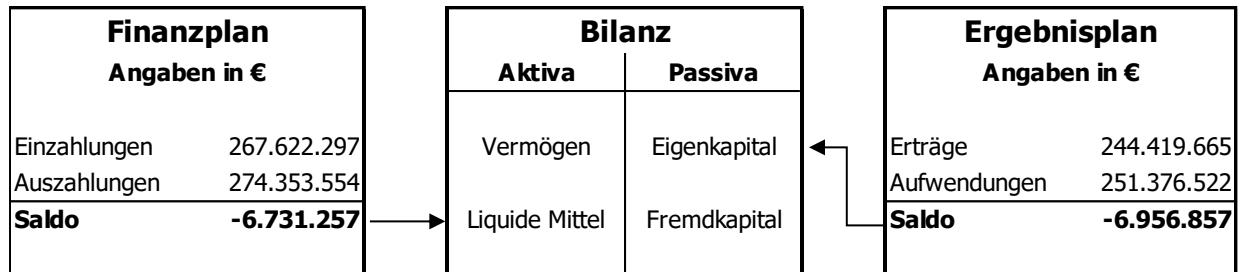 Finanzplan
Angaben in €
Einzahlungen 267.622.297
Auszahlungen 274.353.554
Saldo -6.731.257
Bilanz
Aktiva Passiva
Vermögen Eigenkapital
Liquide Mittel Fremdkapital
Ergebnisplan
Angaben in €
Erträge 244.419.665
Aufwendungen 251.376.522
Saldo -6.956.857